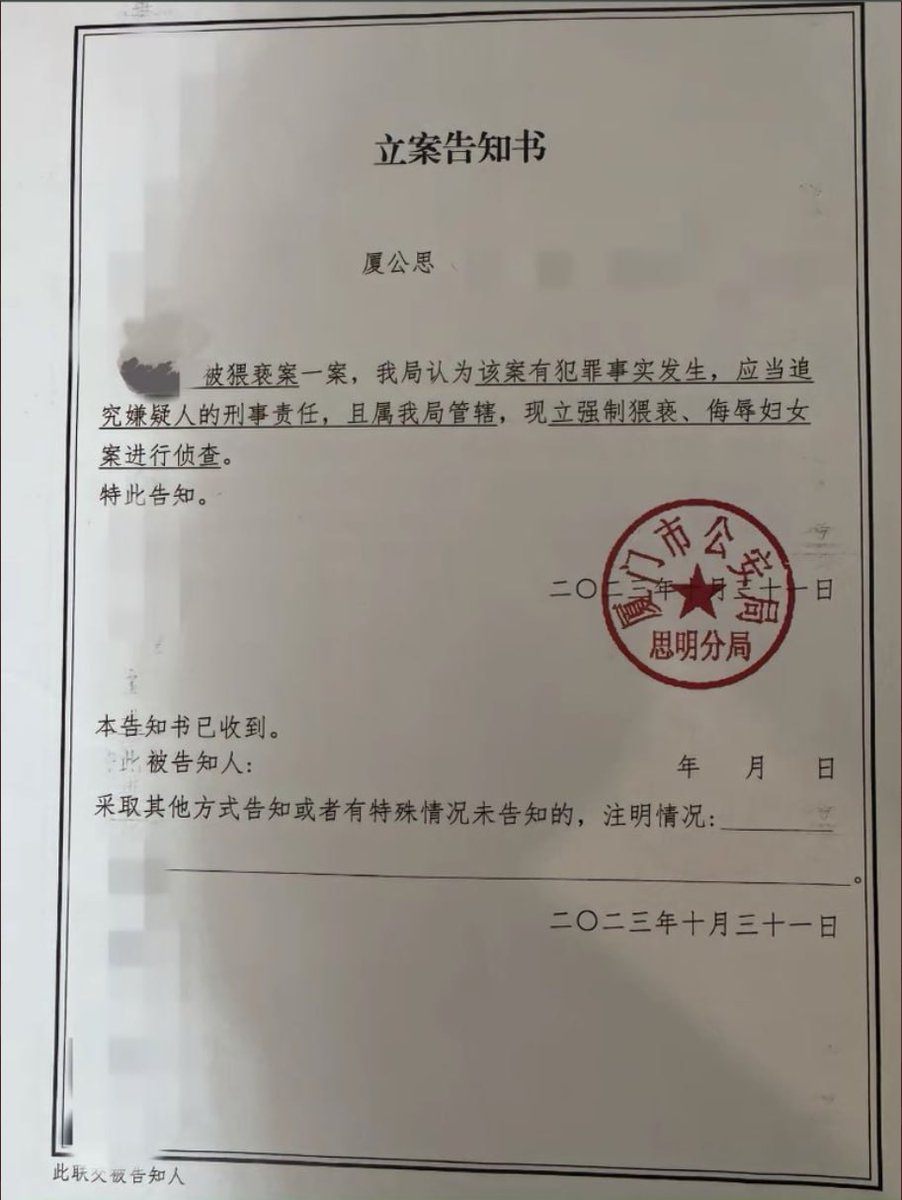 立案告知书
厦公思
被猥亵案一案，我局认为该案有犯罪事实发生，应当追
究嫌疑人的刑事责任，且属我局管辖，现立强制猥亵、侮辱妇女
案进行侦查。
特此告知。
二〇二三年十月三十一日
厦门市公安局
思明分局
本告知书已收到。
此被告知人：
年 月 日
采取其他方式告知或者有特殊情况未告知的，注明情况：
。
二〇二三年十月三十一日
此联交被告知人